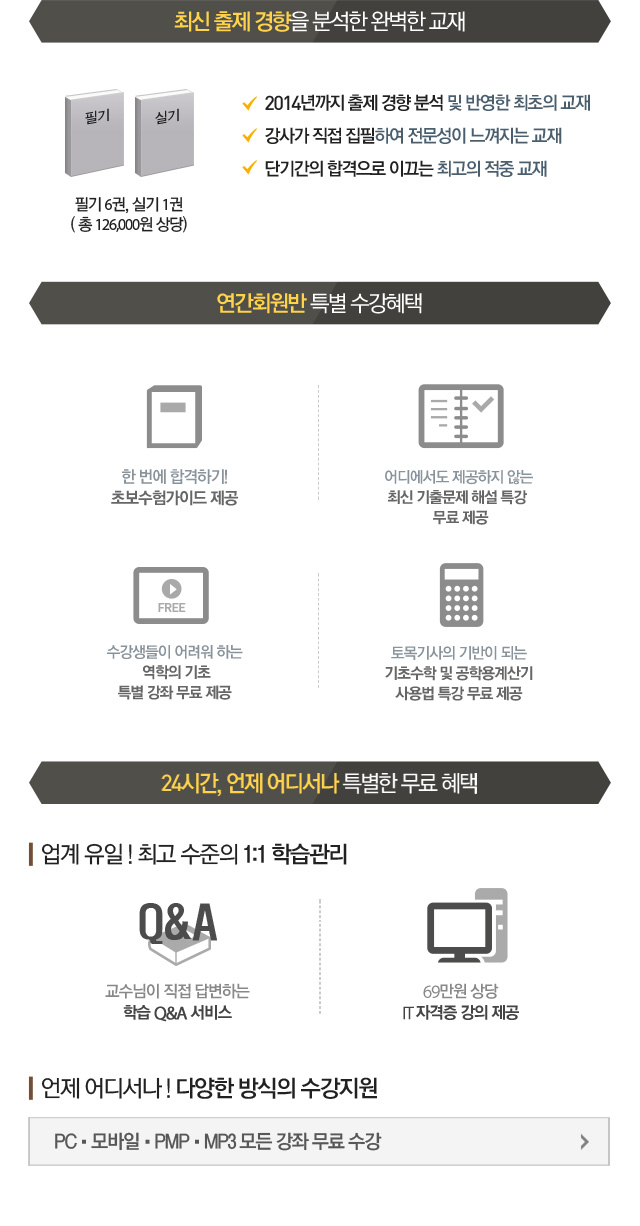 최신 출제 경향을 분석한 완벽한 교재
필기
실기
필기 6권, 실기 1권
( 총 126,000원 상당)
2014년까지 출제 경향 분석 및 반영한 최초의 교재
강사가 직접 집필하여 전문성이 느껴지는 교재
단기간의 합격으로 이끄는 최고의 적중 교재
연간회원반 특별 수강혜택
한 번에 합격하기!
초보수험가이드 제공
어디에서도 제공하지 않는
최신 기출문제 해설 특강
무료 제공
FREE
수강생들이 어려워 하는
역학의 기초
특별 강좌 무료 제공
토목기사의 기반이 되는
기초수학 및 공학용계산기
사용법 특강 무료 제공
24시간, 언제 어디서나 특별한 무료 혜택
업계 유일! 최고 수준의 1:1 학습관리
Q&A
교수님이 직접 답변하는
학습 Q&A 서비스
69만원 상당
IT 자격증 강의 제공
언제 어디서나! 다양한 방식의 수강지원
PC · 모바일 · PMP · MP3 모든 강좌 무료 수강